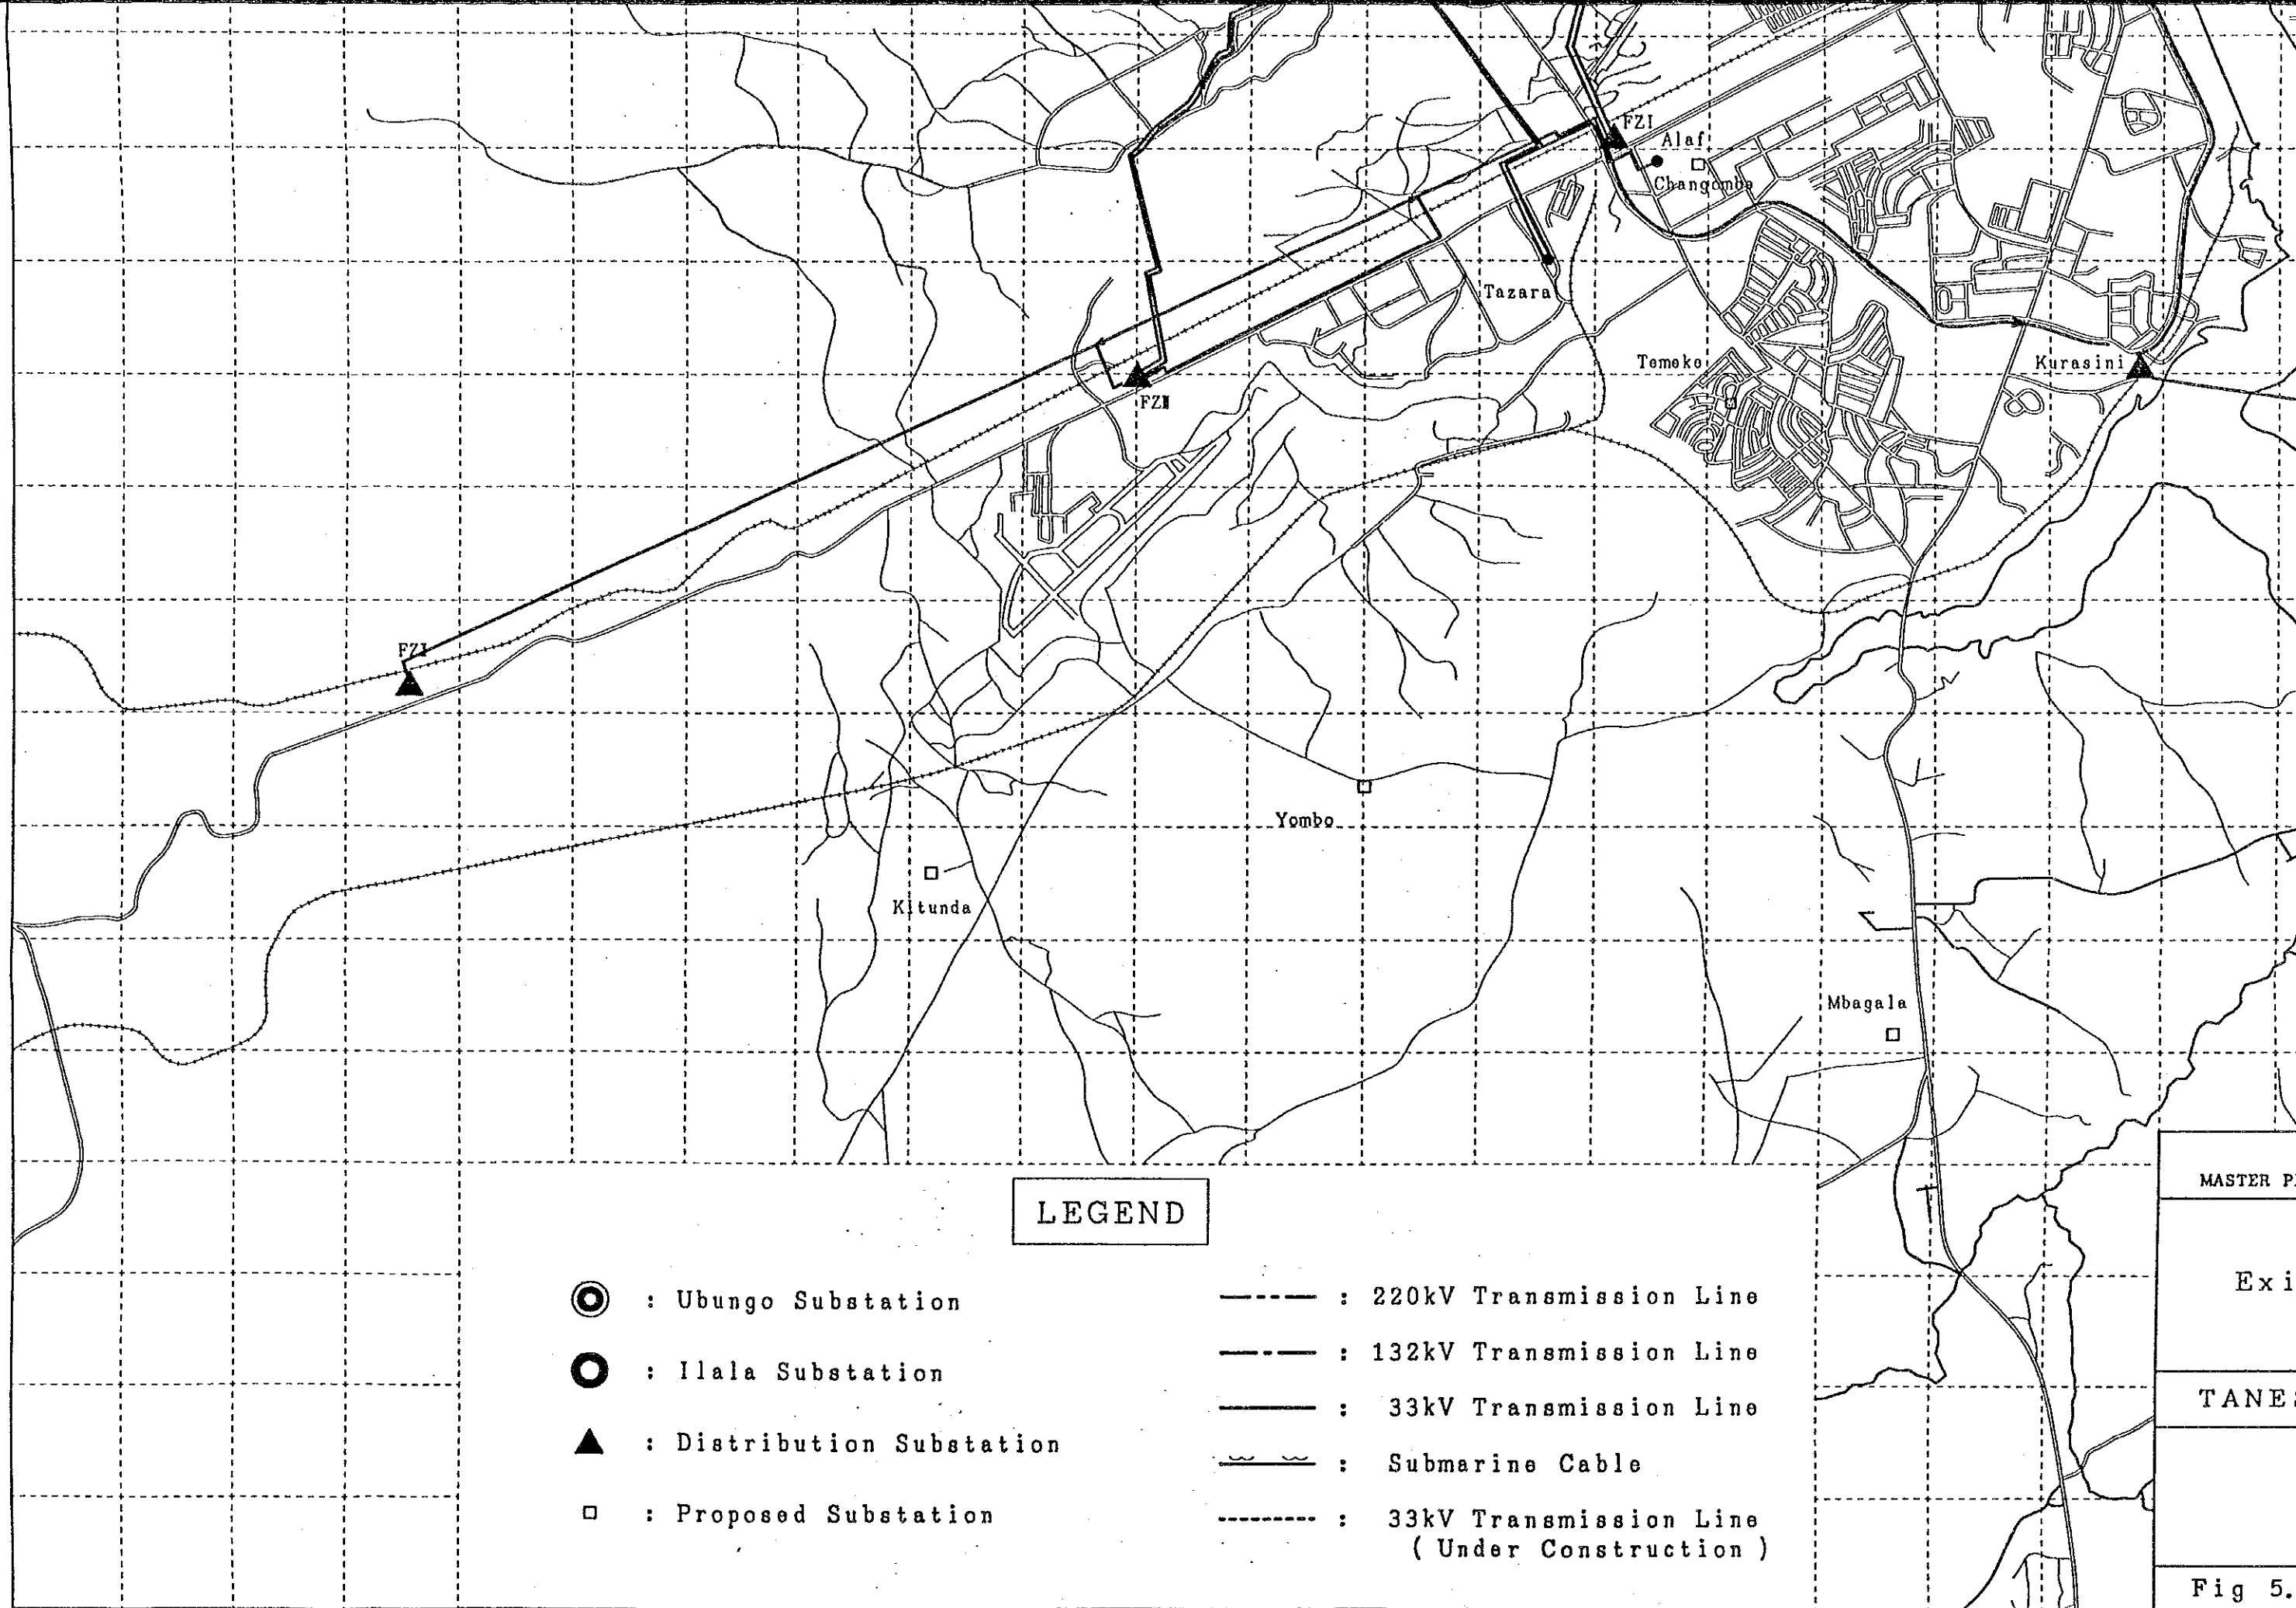 FZI
Alaf
Changombe
Tazara
Temeke
Kurasini
FZⅡ
FZI
Yombo
Kitunda
Mbagala
LEGEND
: Ubungo Substation
: Ilala Substation
: Distribution Substation
: Proposed Substation
: 220kV Transmission Line
: 132kV Transmission Line
: 33kV Transmission Line
: Submarine Cable
: 33kV Transmission Line
( Under Construction )
MASTER P
Exi
TANES
Fig 5.